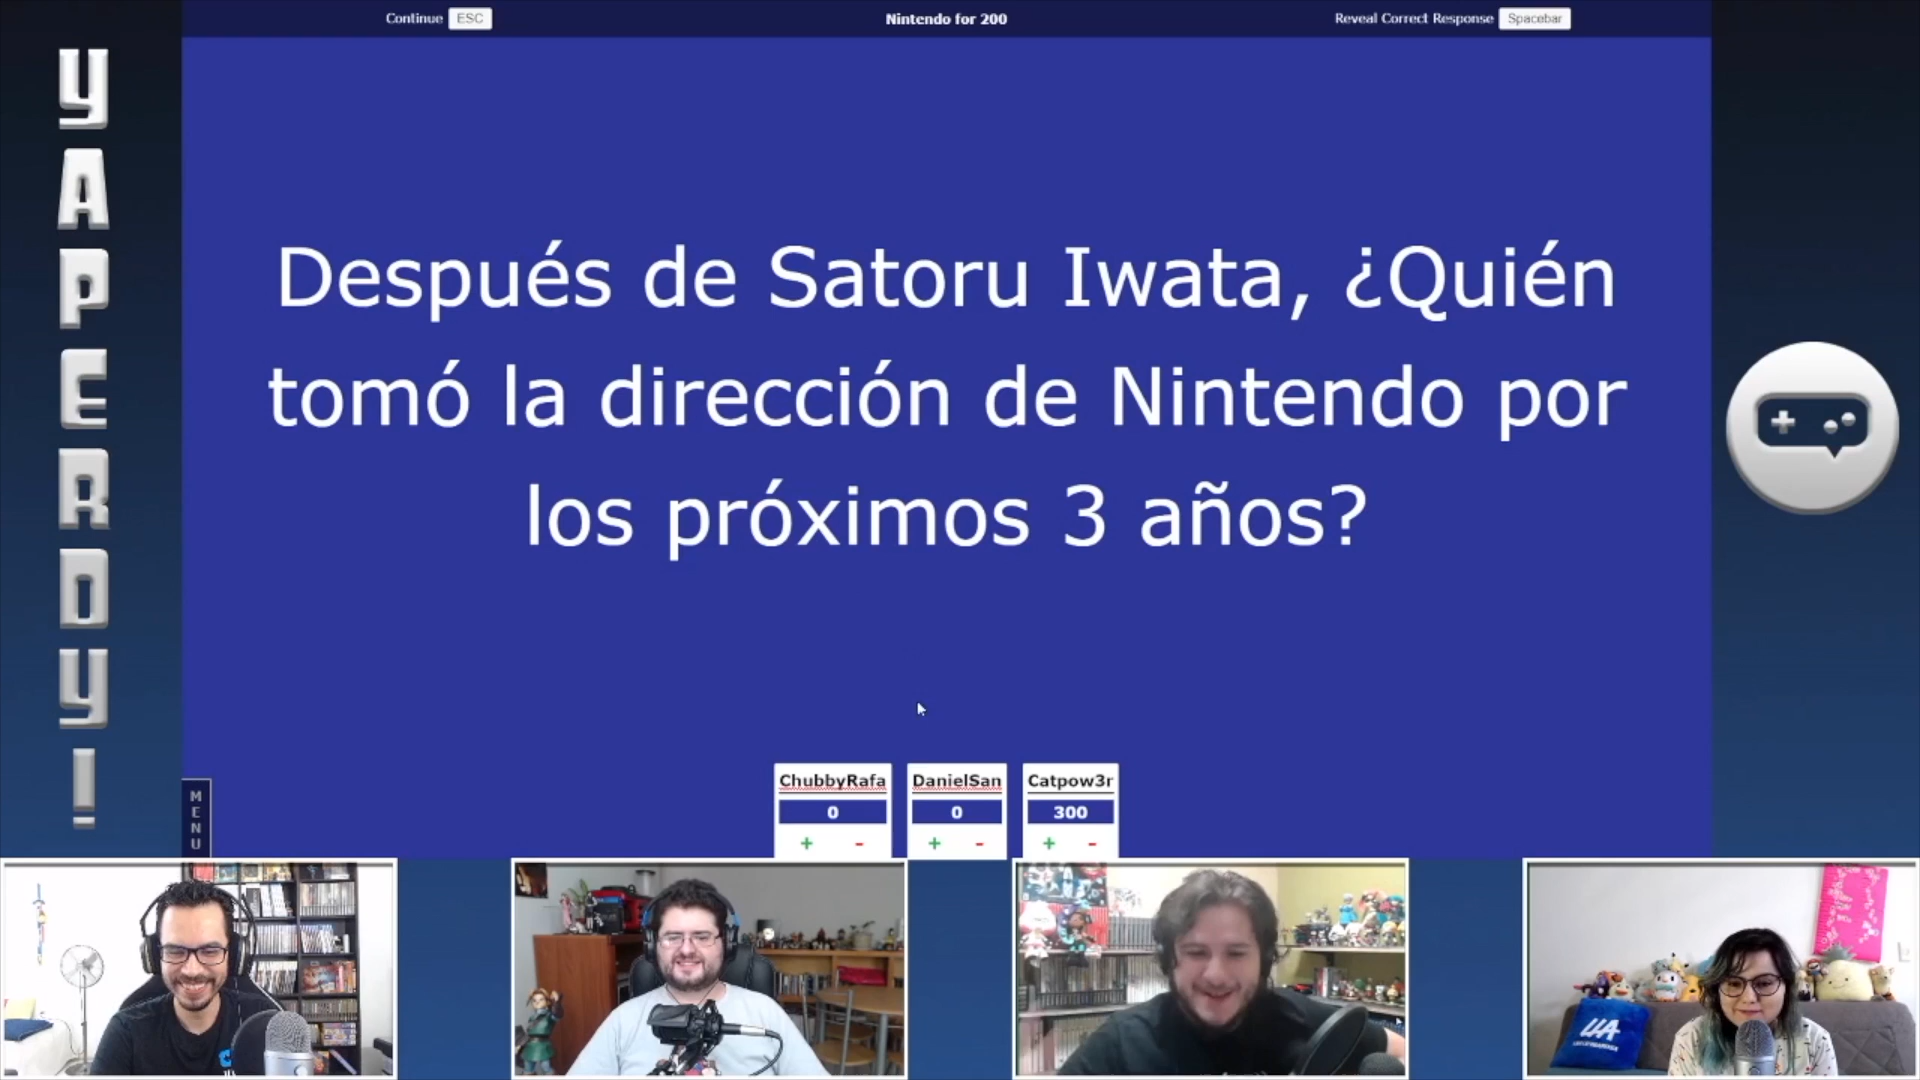 Continue ESC
Nintendo for 200
Reveal Correct Response Spacebar
YAPERDY!
Después de Satoru Iwata, ¿Quién
tomó la dirección de Nintendo por
los próximos 3 años?
MENU
ChubbyRafa
0
+ -
DanielSan
0
+ -
Catpow3r
300
+ -
LLA